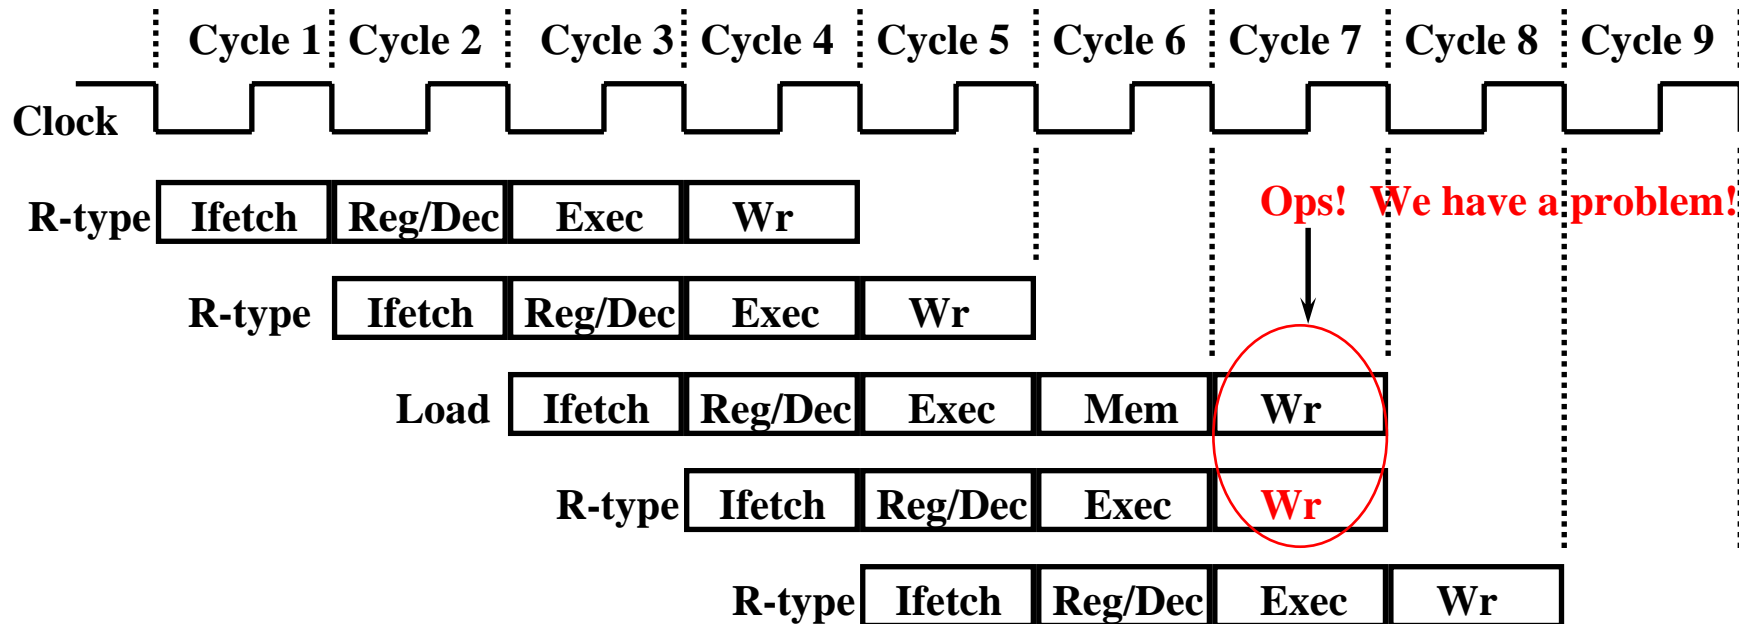 Cycle 1 Cycle 2 Cycle 3 Cycle 4 Cycle 5 Cycle 6 Cycle 7 Cycle 8 Cycle 9
Clock
Ops! We have a problem!
R-type Ifetch Reg/Dec Exec Wr
R-type Ifetch Reg/Dec Exec Wr
Load Ifetch Reg/Dec Exec Mem Wr
R-type Ifetch Reg/Dec Exec Wr
R-type Ifetch Reg/Dec Exec Wr